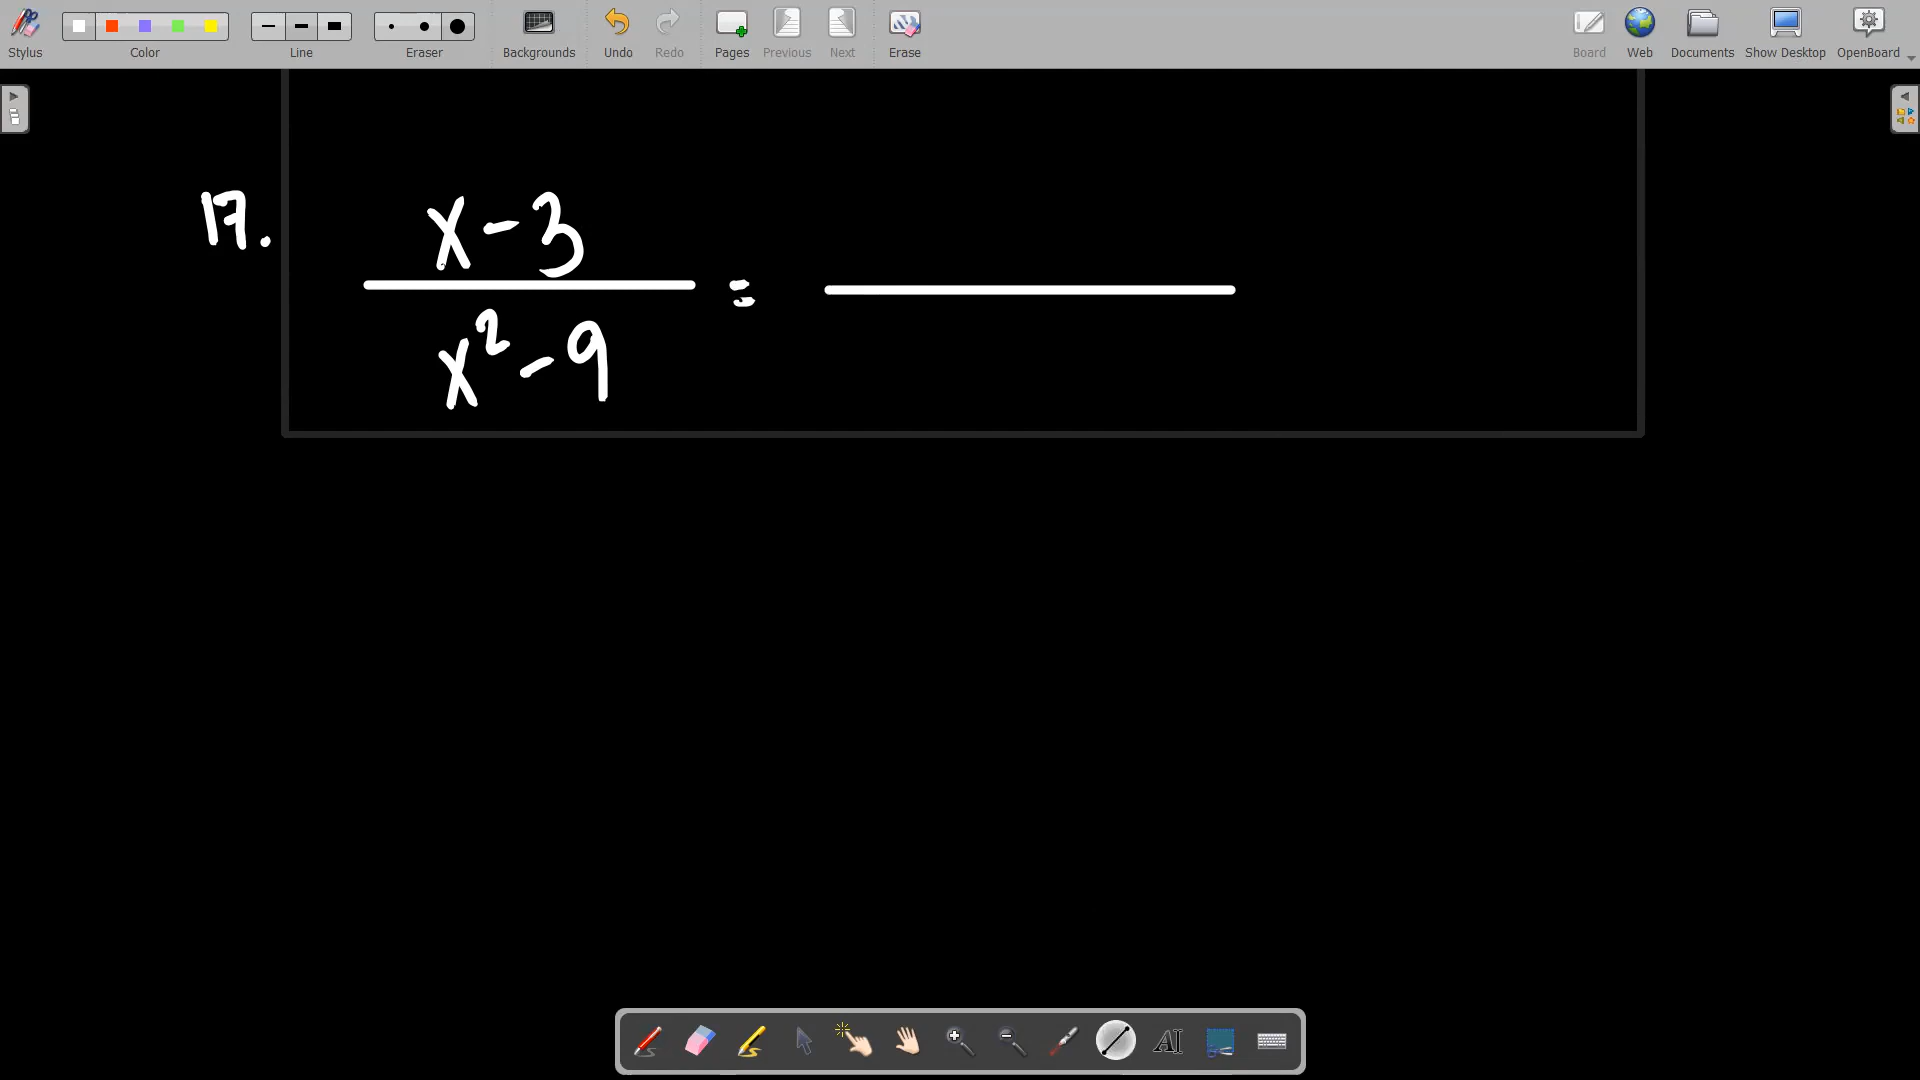 Stylus Color Line Eraser Backgrounds Undo Redo Pages Previous Next Erase Board Web Documents Show Desktop OpenBoard
17. x - 3
=
x² - 9
AI